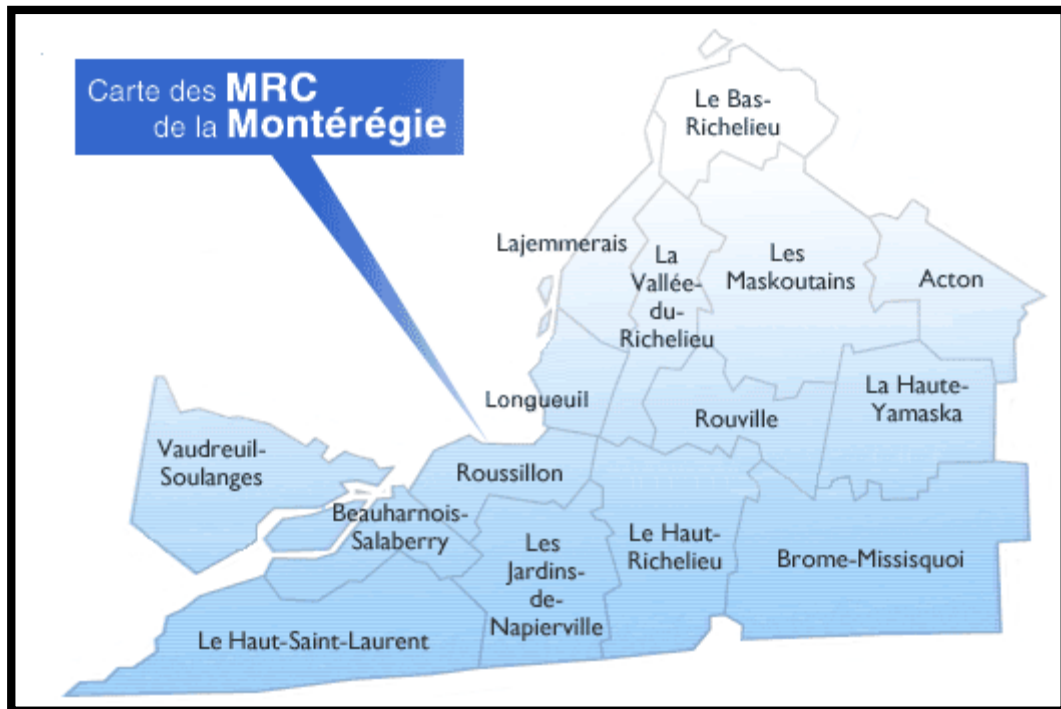 Carte des MRC
de la Montérégie
Le Bas-
Richelieu
Lajemmerais
La
Vallée-
du-
Richelieu
Les
Maskoutains
Acton
Longueuil
Rouville
La Haute-
Yamaska
Vaudreuil-
Soulanges
Roussillon
Beauharnois-
Salaberry
Les
Jardins-
de-
Napierville
Le Haut-
Richelieu
Brome-Missisquoi
Le Haut-Saint-Laurent